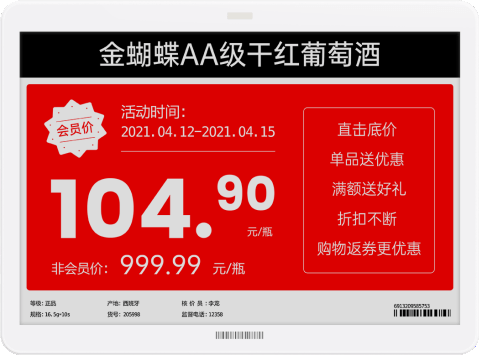 金蝴蝶AA级干红葡萄酒
会员价
活动时间：
2021.04.12-2021.04.15
104.90
元/瓶
非会员价：999.99 元/瓶
直击底价
单品送优惠
满额送好礼
折扣不断
购物返券更优惠
等级：正品 产地：西班牙 核 价 员：李苑
规格：16.5g*10s 货号：205998 监督电话：12358
6913209585753